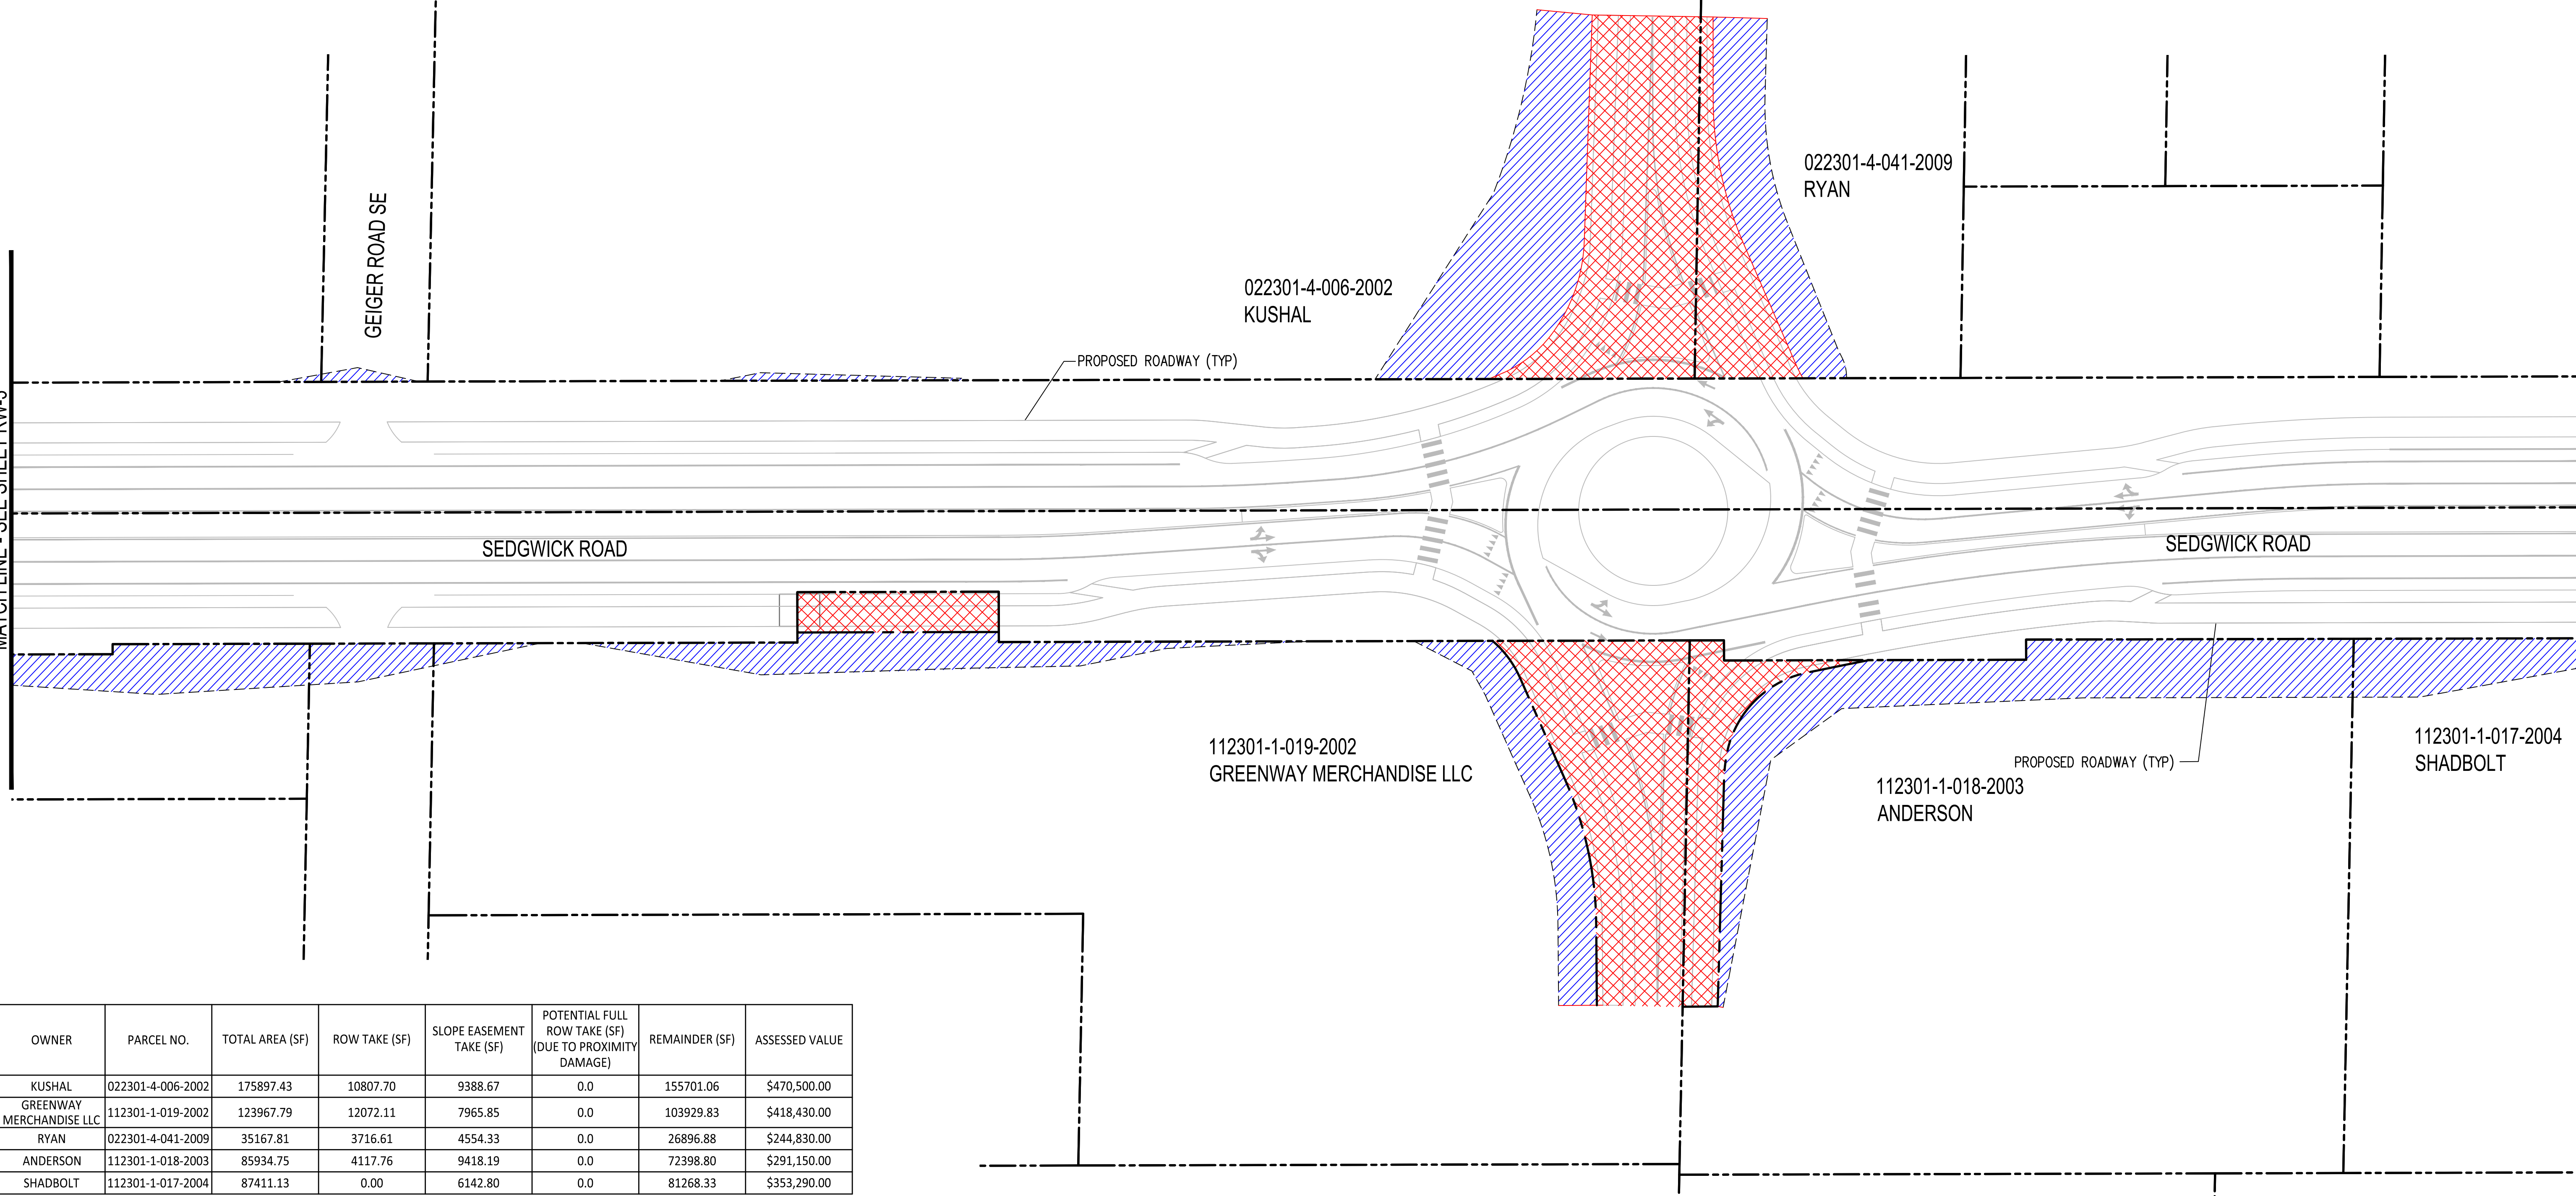 022301-4-041-2009
RYAN
GEIGER ROAD SE
022301-4-006-2002
KUSHAL
PROPOSED ROADWAY (TYP)
MATCH LINE - SEE SHEET RW-
SEDGWICK ROAD
SEDGWICK ROAD
112301-1-019-2002
GREENWAY MERCHANDISE LLC
112301-1-017-2004
SHADBOLT
PROPOSED ROADWAY (TYP)
112301-1-018-2003
ANDERSON
OWNER PARCEL NO. TOTAL AREA (SF) ROW TAKE (SF) SLOPE EASEMENT TAKE (SF) POTENTIAL FULL ROW TAKE (SF) (DUE TO PROXIMITY DAMAGE) REMAINDER (SF) ASSESSED VALUE
KUSHAL 022301-4-006-2002 175897.43 10807.70 9388.67 0.0 155701.06 $470,500.00
GREENWAY MERCHANDISE LLC 112301-1-019-2002 123967.79 12072.11 7965.85 0.0 103929.83 $418,430.00
RYAN 022301-4-041-2009 35167.81 3716.61 4554.33 0.0 26896.88 $244,830.00
ANDERSON 112301-1-018-2003 85934.75 4117.76 9418.19 0.0 72398.80 $291,150.00
SHADBOLT 112301-1-017-2004 87411.13 0.00 6142.80 0.0 81268.33 $353,290.00